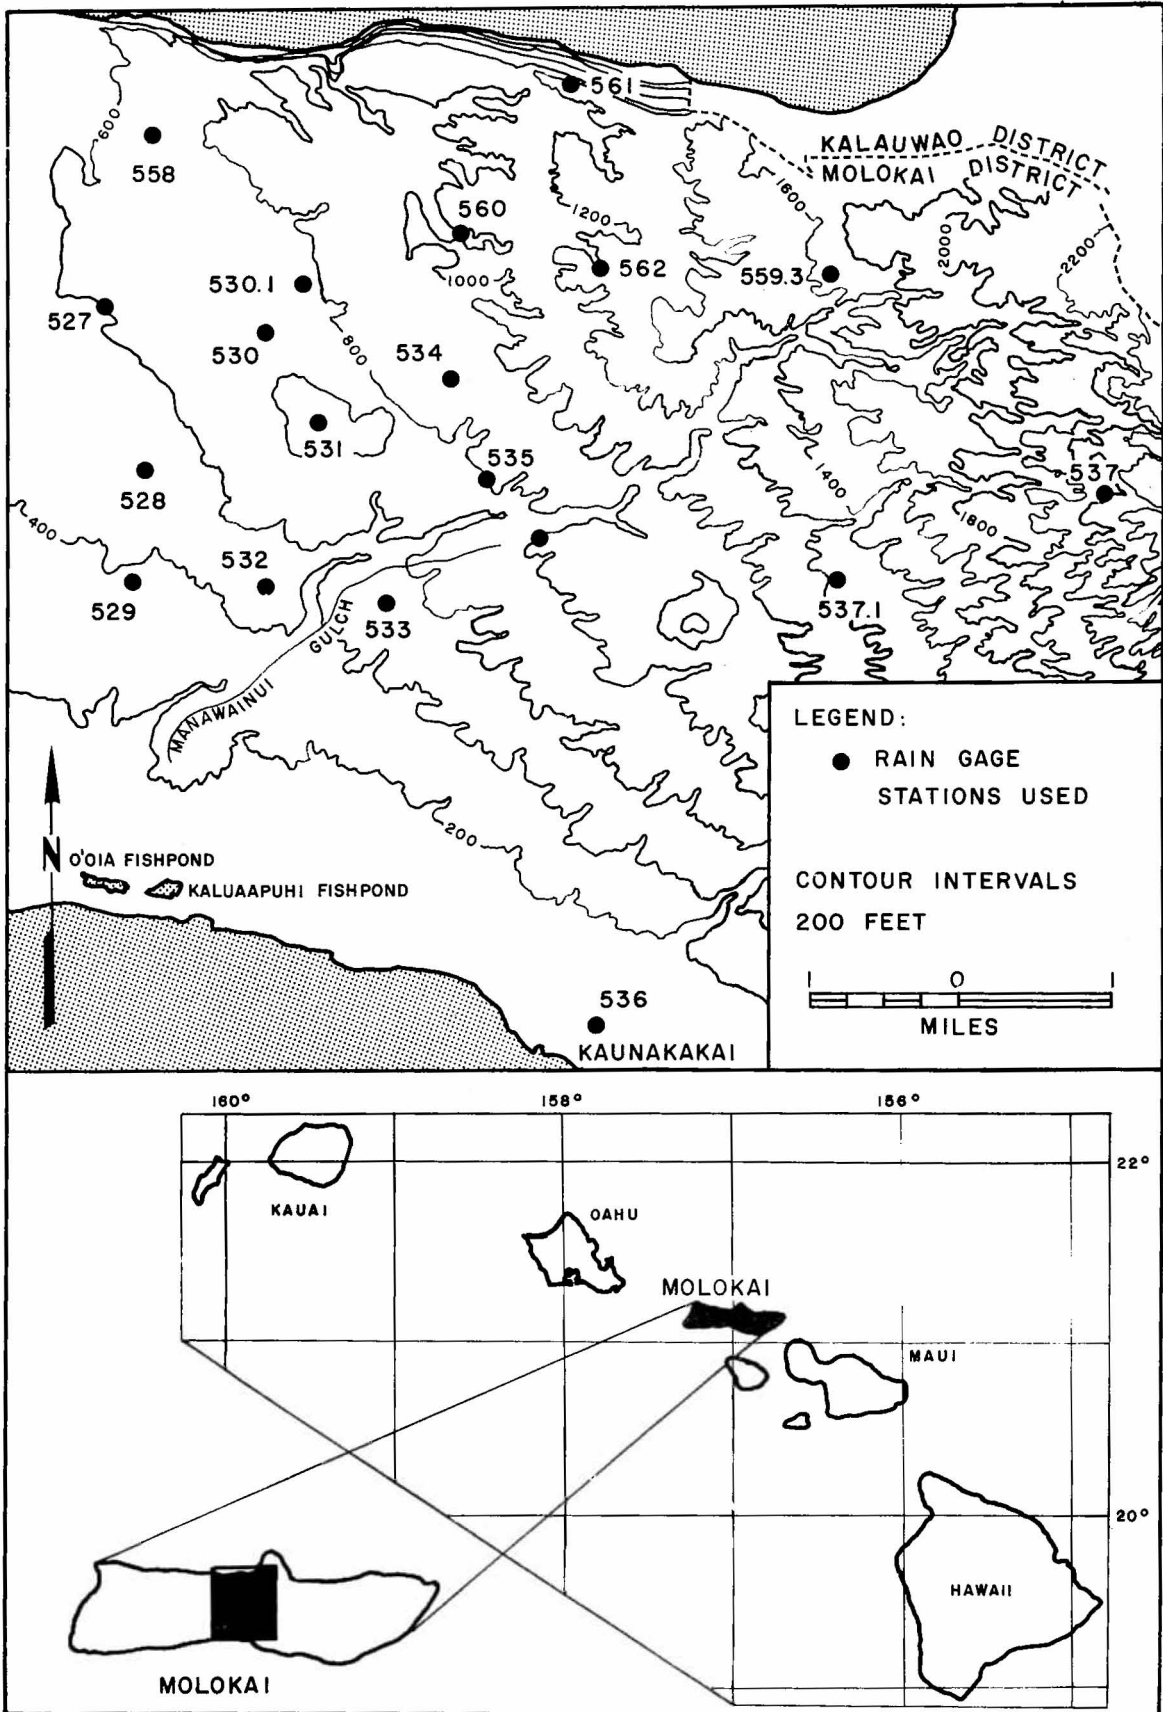 561
600
558
KALAUWAO DISTRICT
MOLOKAI DISTRICT
1600
560
1200
2000
2200
530.1
1000
562
559.3
527
530
800
534
531
535
537
528
1400
1800
400
532
529
533
537.1
GULCH
MANAWAINUI
LEGEND:
RAIN GAGE
STATIONS USED
200
N
O'OIA FISHPOND
KALUAAPUHI FISHPOND
CONTOUR INTERVALS
200 FEET
1 0 1
MILES
536
KAUNAKAKAI
160° 158° 156°
22°
KAUAI
OAHU
MOLOKAI
MAUI
20°
HAWAII
MOLOKAI